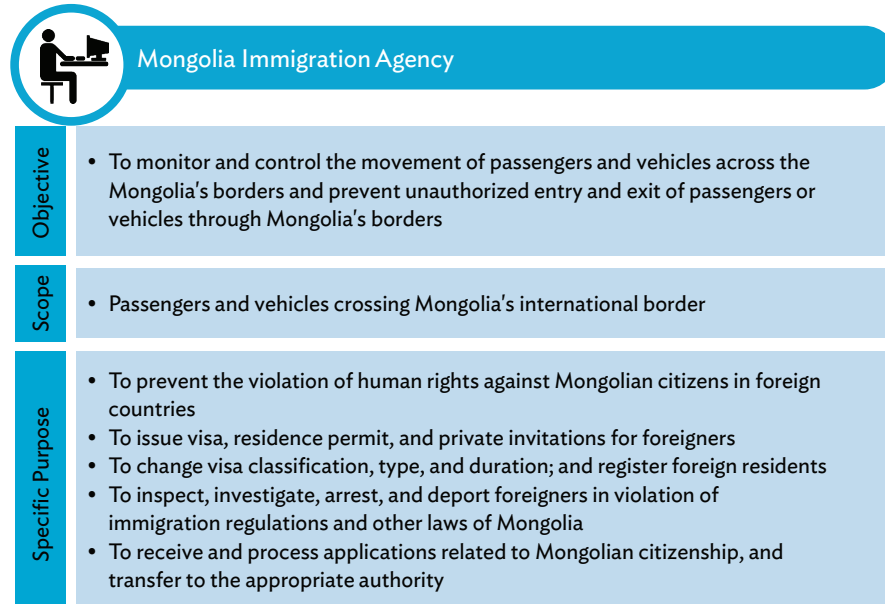 Mongolia Immigration Agency
Objective
• To monitor and control the movement of passengers and vehicles across the
Mongolia's borders and prevent unauthorized entry and exit of passengers or
vehicles through Mongolia's borders
Scope
• Passengers and vehicles crossing Mongolia's international border
Specific Purpose
• To prevent the violation of human rights against Mongolian citizens in foreign
countries
• To issue visa, residence permit, and private invitations for foreigners
• To change visa classification, type, and duration; and register foreign residents
• To inspect, investigate, arrest, and deport foreigners in violation of
immigration regulations and other laws of Mongolia
• To receive and process applications related to Mongolian citizenship, and
transfer to the appropriate authority